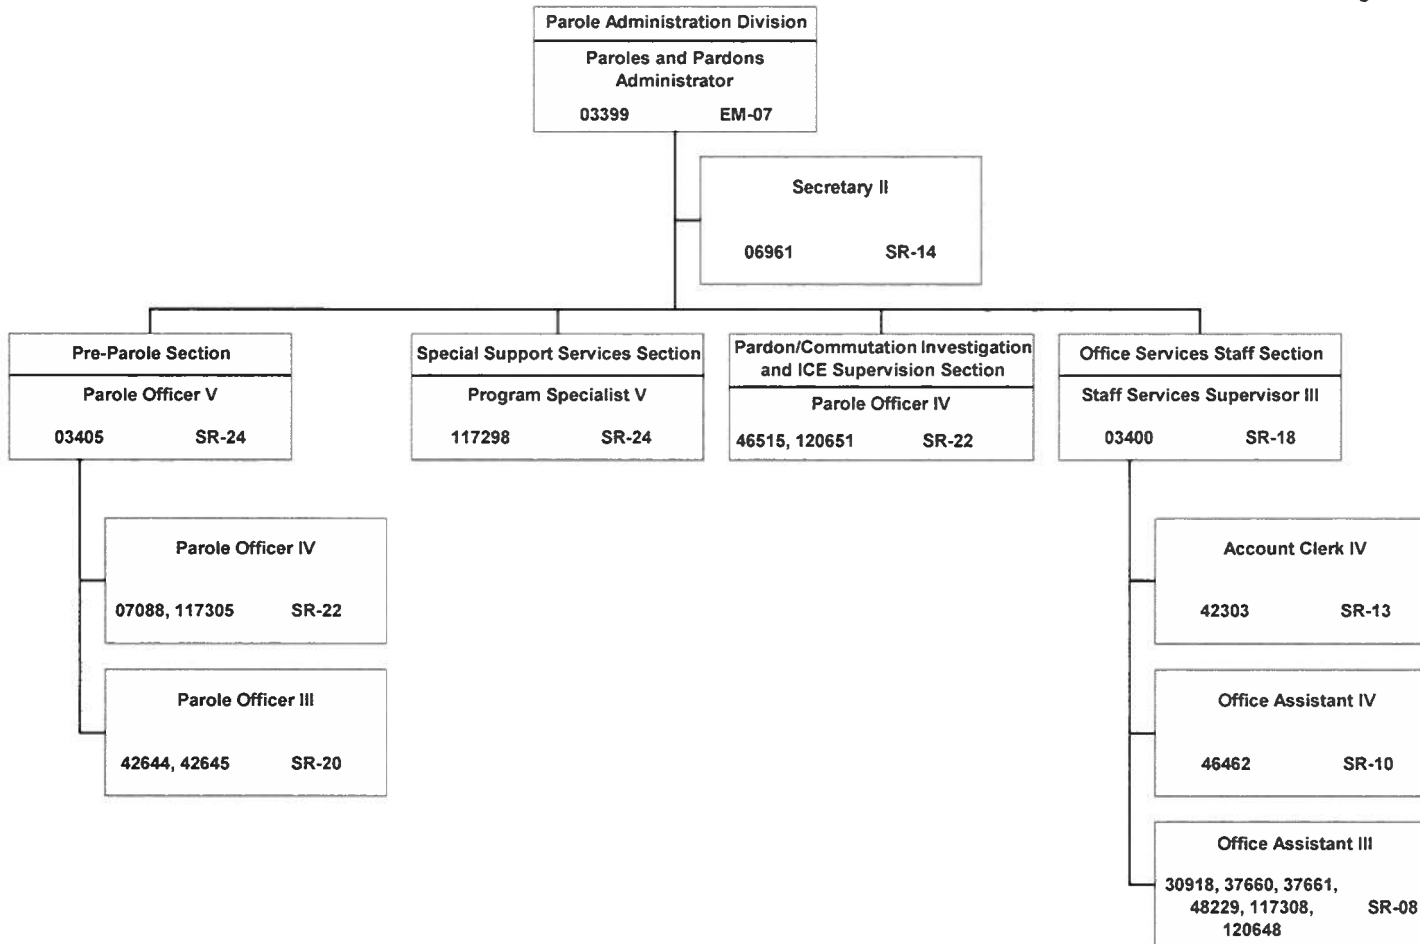 Parole Administration Division
Paroles and Pardons
Administrator
03399 EM-07
Secretary II
06961 SR-14
Pre-Parole Section
Parole Officer V
03405 SR-24
Special Support Services Section
Program Specialist V
117298 SR-24
Pardon/Commutation Investigation
and ICE Supervision Section
Parole Officer IV
46515, 120651 SR-22
Office Services Staff Section
Staff Services Supervisor III
03400 SR-18
Parole Officer IV
07088, 117305 SR-22
Parole Officer III
42644, 42645 SR-20
Account Clerk IV
42303 SR-13
Office Assistant IV
46462 SR-10
Office Assistant III
30918, 37660, 37661,
48229, 117308, SR-08
120648